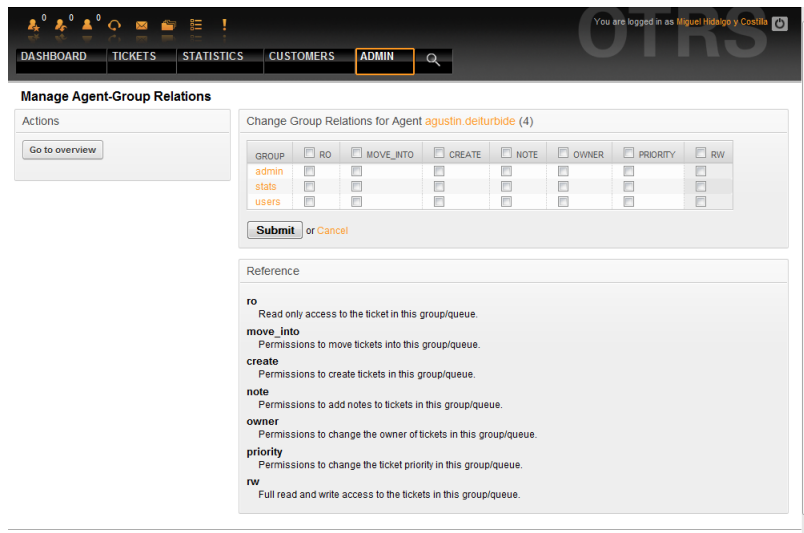 0 0 0
You are logged in as Miguel Hidalgo y Costilla
OTRS
DASHBOARD TICKETS STATISTICS CUSTOMERS ADMIN
Manage Agent-Group Relations
Actions
Go to overview
Change Group Relations for Agent agustin.deiturbide (4)
GROUP RO MOVE_INTO CREATE NOTE OWNER PRIORITY RW
admin
stats
users
Submit or Cancel
Reference
ro
Read only access to the ticket in this group/queue.
move_into
Permissions to move tickets into this group/queue.
create
Permissions to create tickets in this group/queue.
note
Permissions to add notes to tickets in this group/queue.
owner
Permissions to change the owner of tickets in this group/queue.
priority
Permissions to change the ticket priority in this group/queue.
rw
Full read and write access to the tickets in this group/queue.